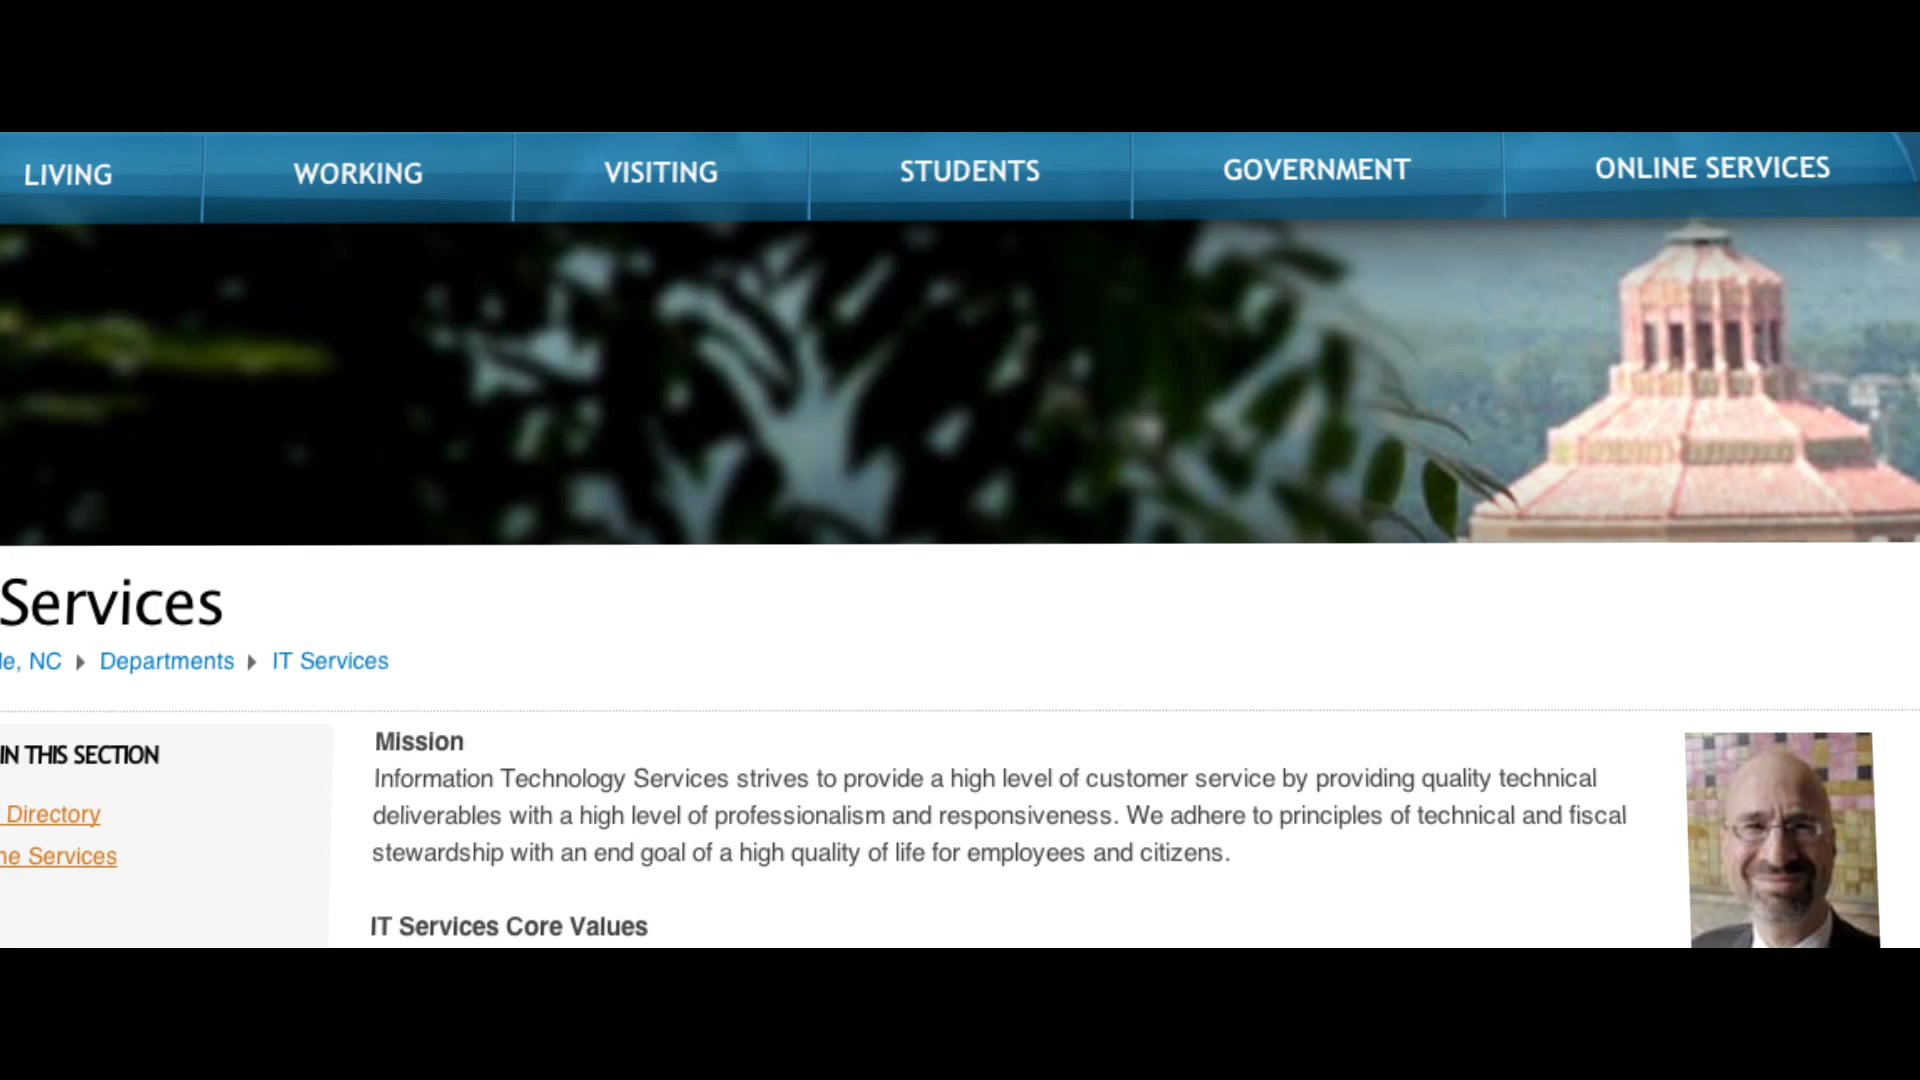 LIVING WORKING VISITING STUDENTS GOVERNMENT ONLINE SERVICES
Services
le, NC Departments IT Services
IN THIS SECTION
Directory
ne Services
Mission
Information Technology Services strives to provide a high level of customer service by providing quality technical
deliverables with a high level of professionalism and responsiveness. We adhere to principles of technical and fiscal
stewardship with an end goal of a high quality of life for employees and citizens.
IT Services Core Values